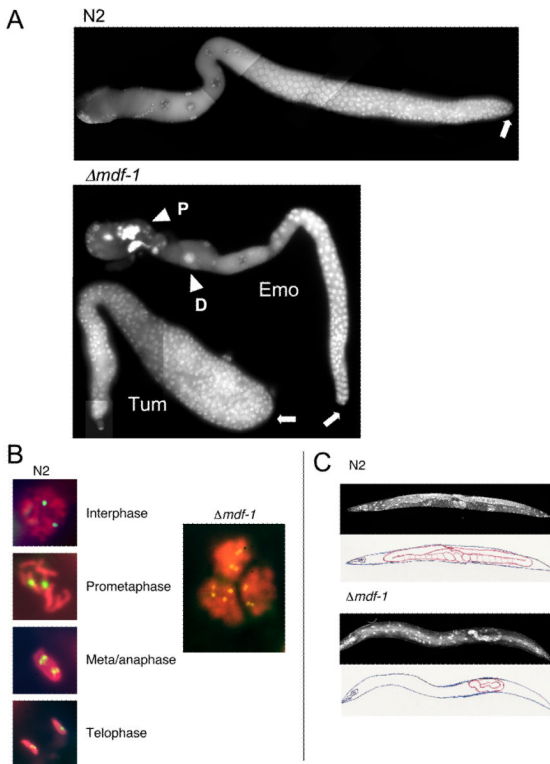 A
N2
Δmdf-1
P
D
Emo
Tum
B
N2
Interphase
Prometaphase
Meta/anaphase
Telophase
Δmdf-1
C
N2
Δmdf-1